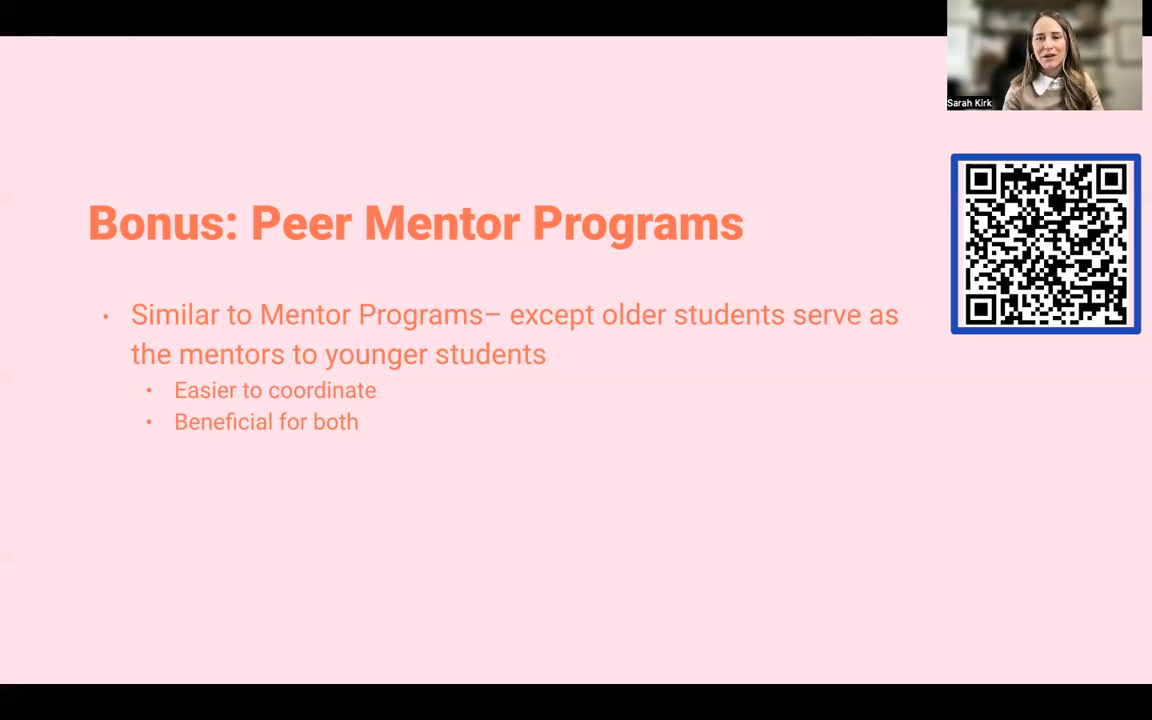 Sarah Kirk
Bonus: Peer Mentor Programs
• Similar to Mentor Programs– except older students serve as
the mentors to younger students
• Easier to coordinate
• Beneficial for both